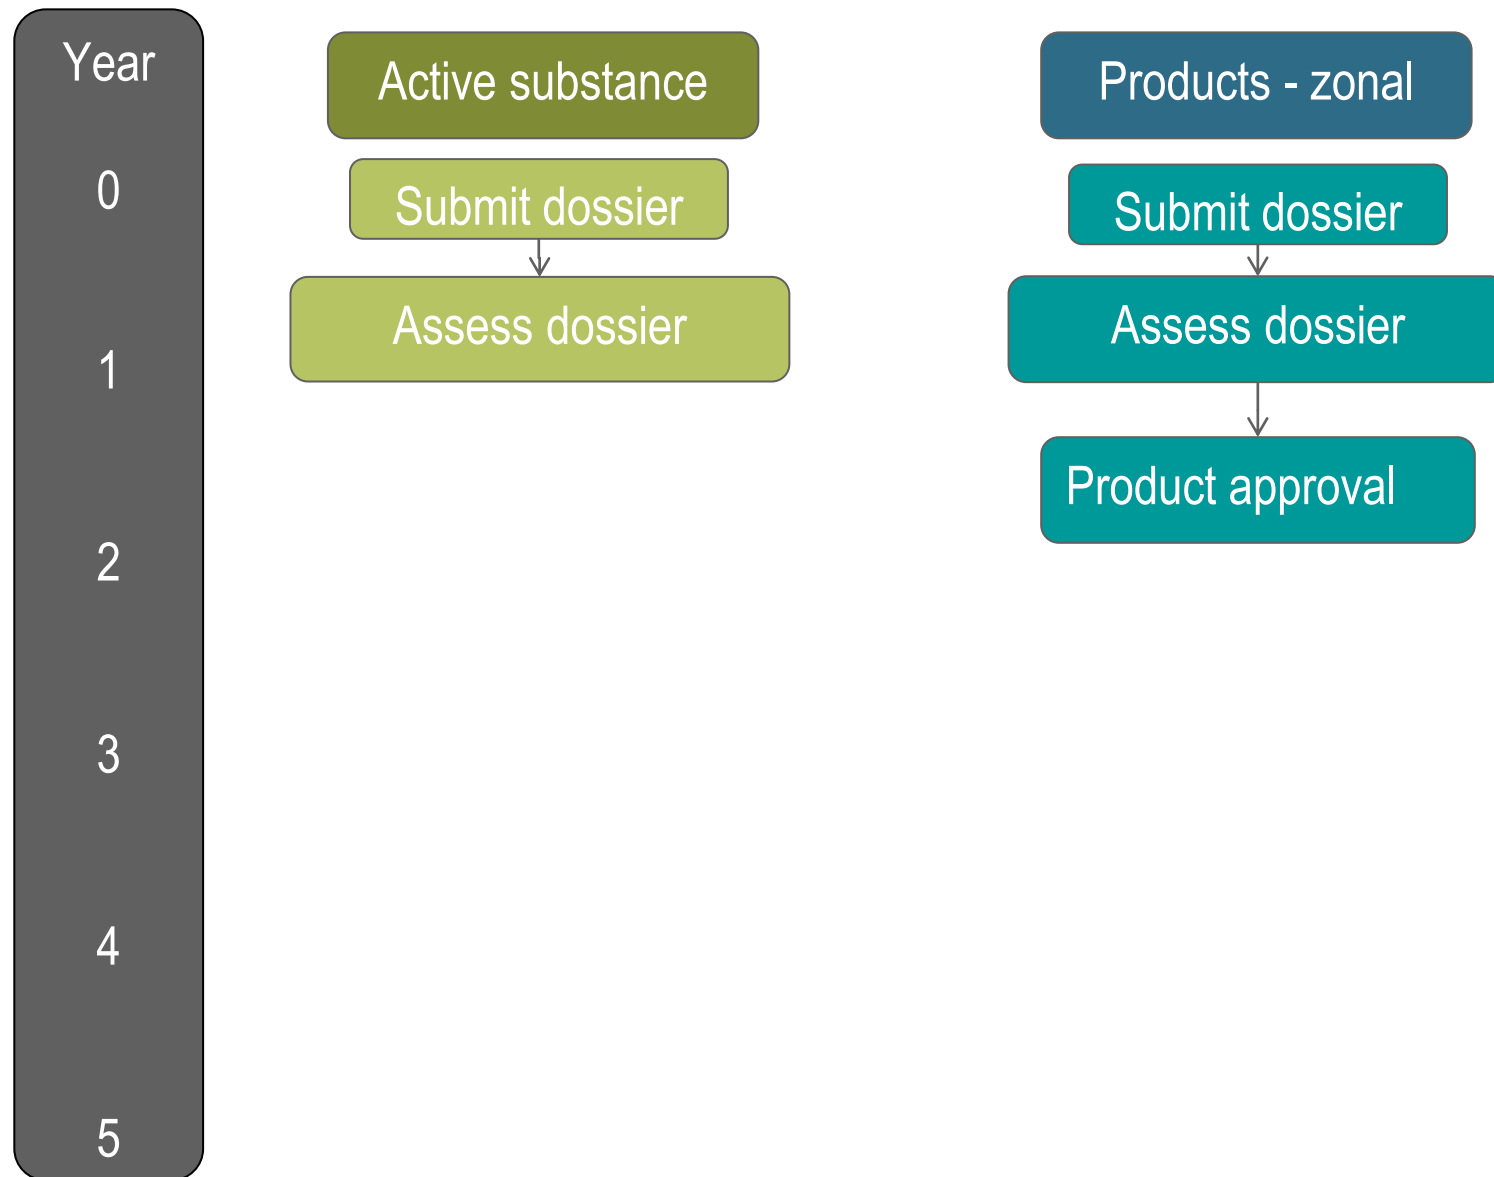 Year
0
1
2
3
4
5
Active substance
Submit dossier
Assess dossier
Products - zonal
Submit dossier
Assess dossier
Product approval